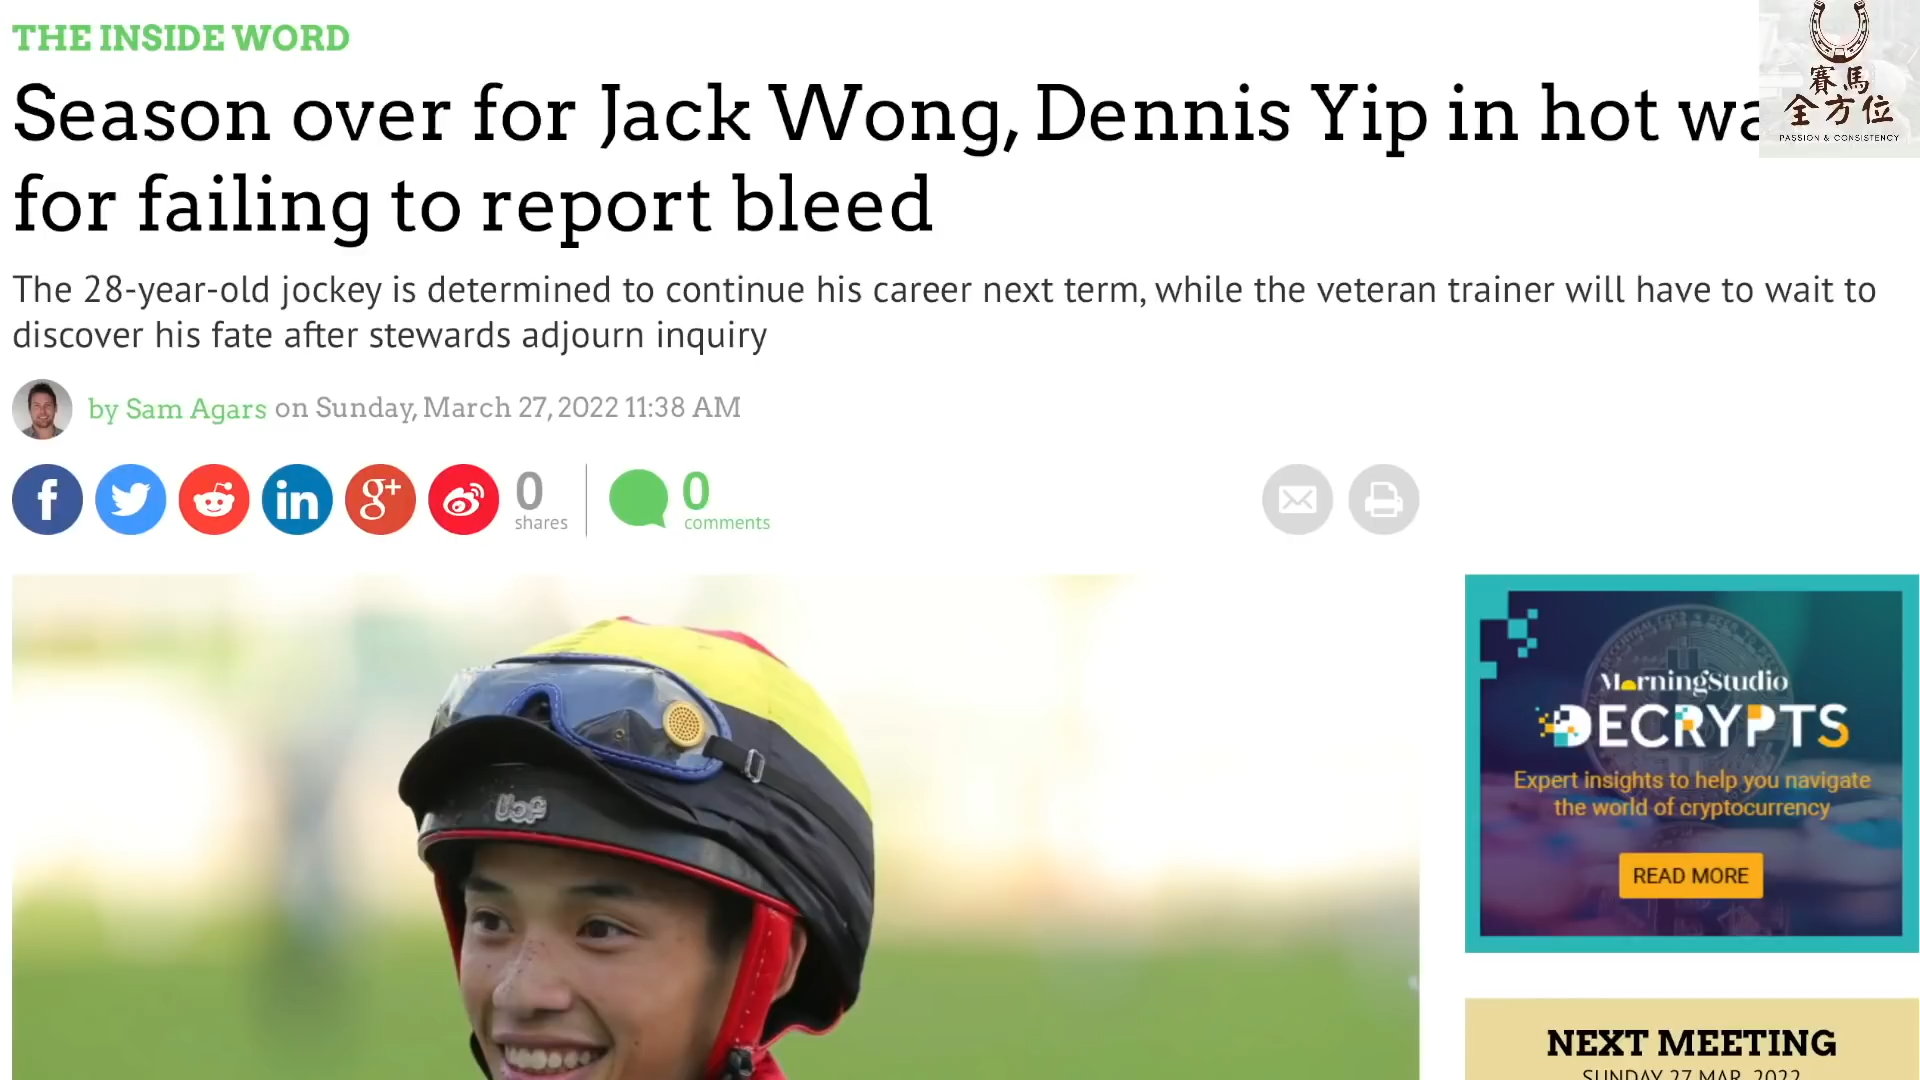 THE INSIDE WORD
賽馬
全方位
PASSION & CONSISTENCY
Season over for Jack Wong, Dennis Yip in hot
for failing to report bleed
The 28-year-old jockey is determined to continue his career next term, while the veteran trainer will have to wait to
discover his fate after stewards adjourn inquiry
by Sam Agars on Sunday, March 27, 2022 11:38 AM
0
shares
0
comments
MorningStudio
DECRYPTS
Expert insights to help you navigate
the world of cryptocurrency
READ MORE
NEXT MEETING
SUNDAY 27 MAR, 2022